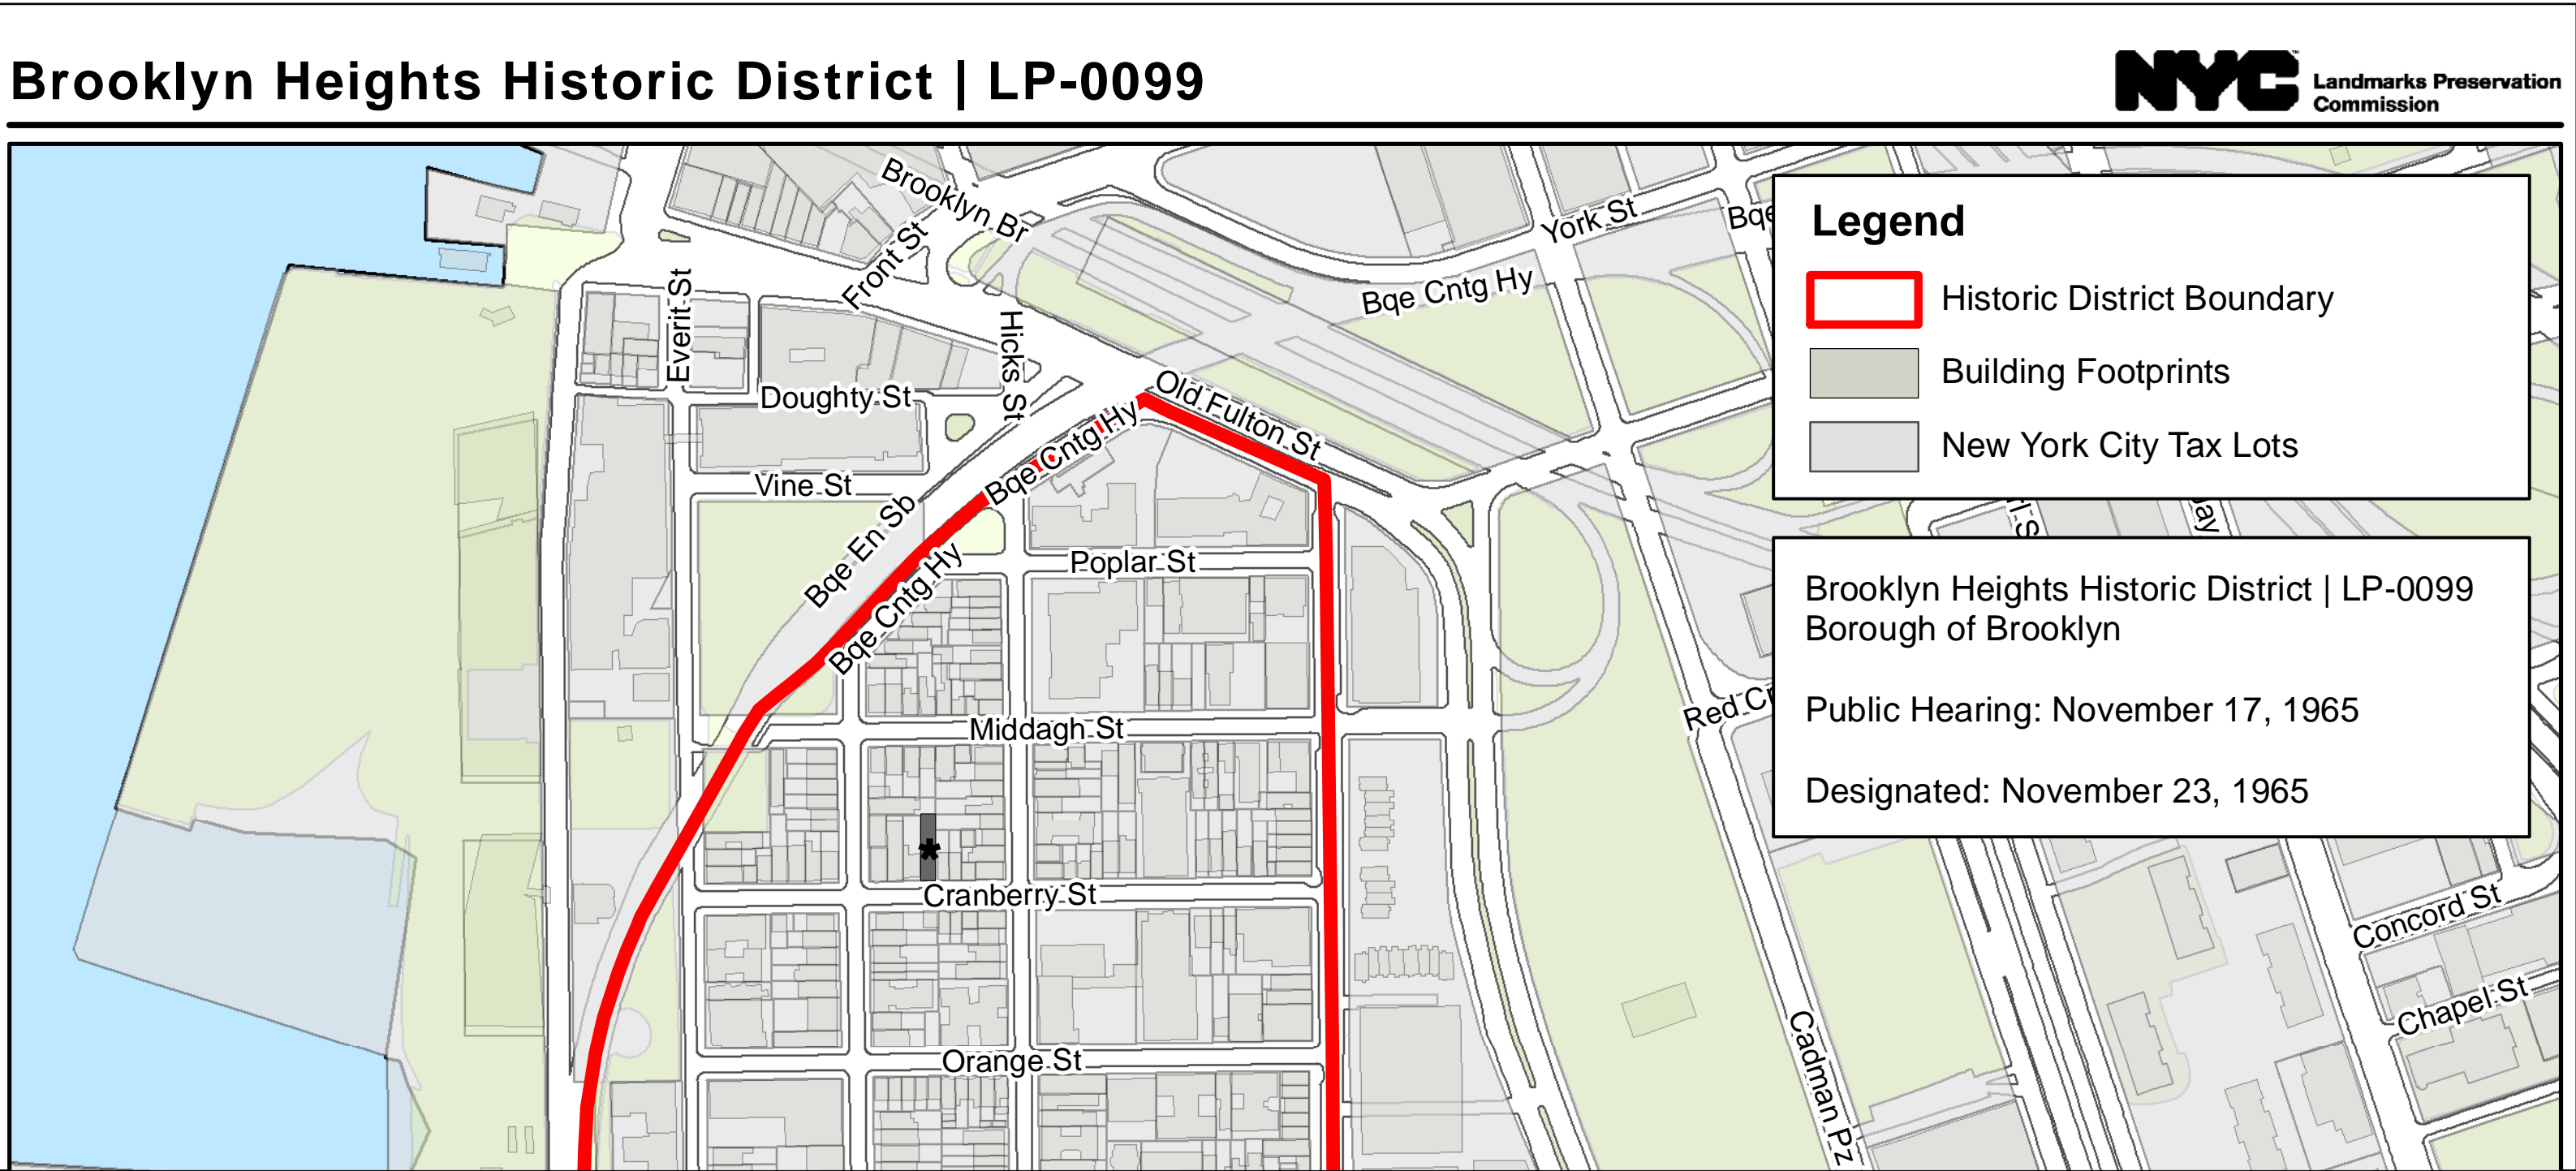 Brooklyn Heights Historic District | LP-0099
NYC
Landmarks Preservation
Commission
Brooklyn Br
Front St
York St
Bqe
Bqe Cntg Hy
Everit St
Hicks St
Doughty St
Old Fulton St
Bqe Cntg Hy
Vine St
Bqe En Sb
Bqe Cntg Hy
Poplar St
Middagh St
Red Cr
*
Cranberry St
Orange St
Cadman Pz
Concord St
Chapel St
Legend
Historic District Boundary
Building Footprints
New York City Tax Lots
Brooklyn Heights Historic District | LP-0099
Borough of Brooklyn
Public Hearing: November 17, 1965
Designated: November 23, 1965